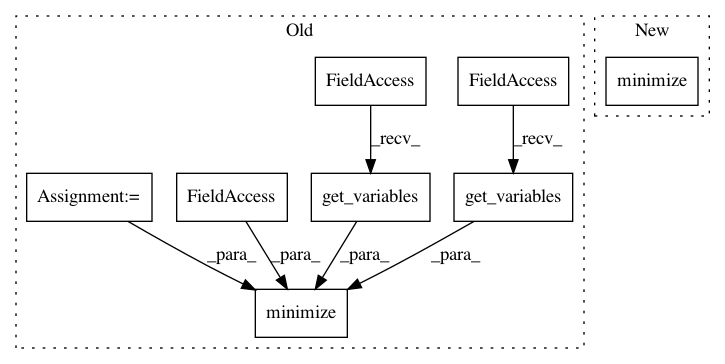 Old
New
FieldAccess
FieldAccess
minimize
_recv_
_recv_
Assignment:=
FieldAccess
get_variables
get_variables
_para_
_para_
_para_
_para_
minimize